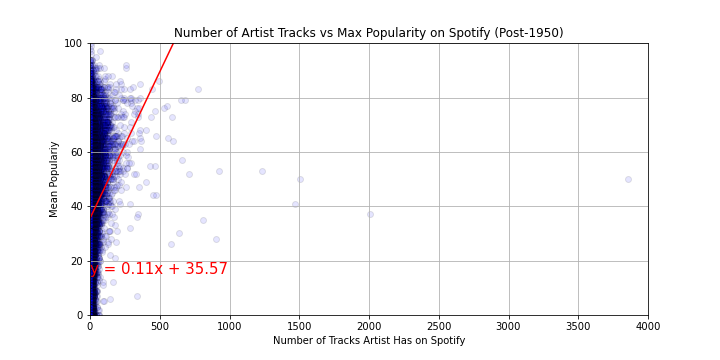 Number of Artist Tracks vs Max Popularity on Spotify (Post-1950)
Mean Popularity
100
80
60
40
20
0
y = 0.11x + 35.57
0 500 1000 1500 2000 2500 3000 3500 4000
Number of Tracks Artist Has on Spotify